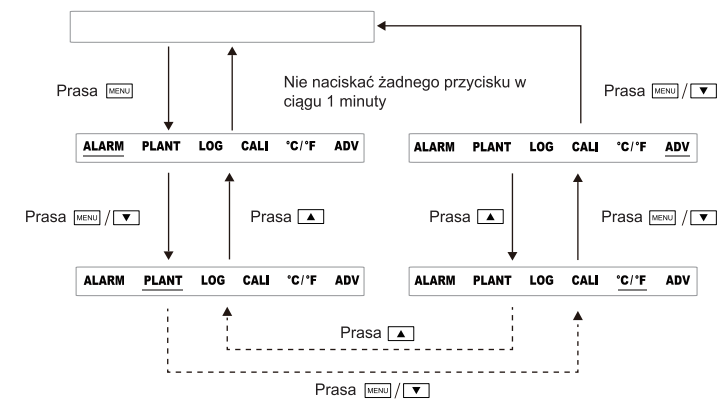 Prasa MENU
Nie naciskać żadnego przycisku w
ciągu 1 minuty
Prasa MENU / ▼
ALARM PLANT LOG CALI °C/°F ADV
ALARM PLANT LOG CALI °C/°F ADV
Prasa MENU / ▼
Prasa ▲
Prasa ▲
Prasa MENU / ▼
ALARM PLANT LOG CALI °C/°F ADV
ALARM PLANT LOG CALI °C/°F ADV
Prasa ▲
Prasa MENU / ▼